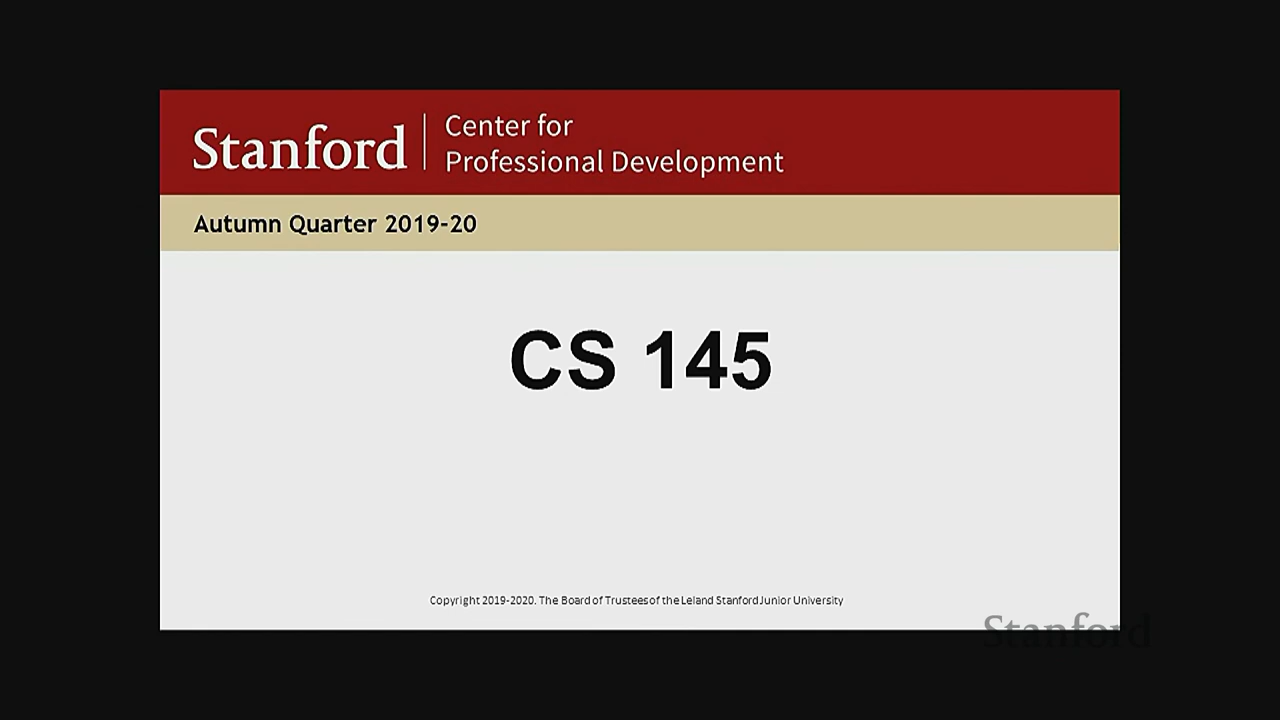 Stanford
Center for
Professional Development
Autumn Quarter 2019-20
CS 145
Copyright 2019-2020. The Board of Trustees of the Leland Stanford Junior University
Stanford